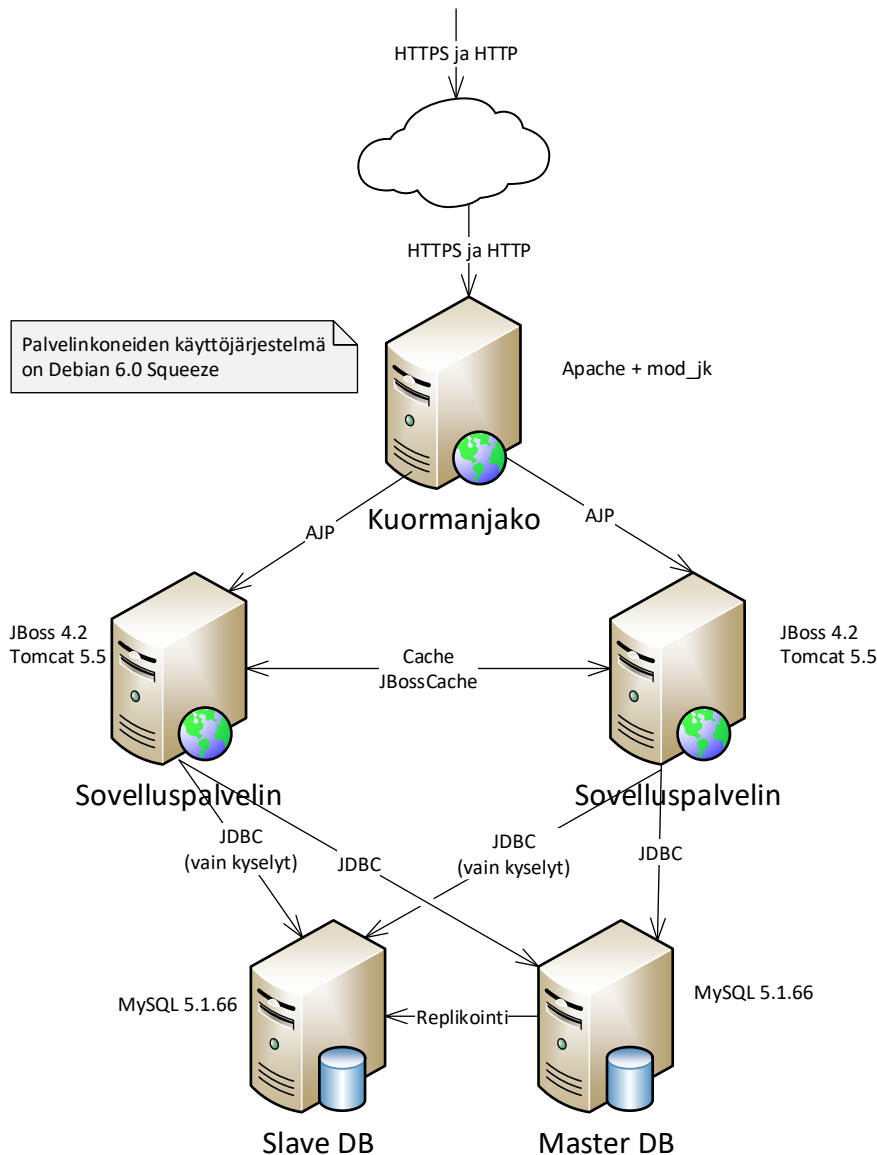 HTTPS ja HTTP
HTTPS ja HTTP
Palvelinkoneiden käyttöjärjestelmä
on Debian 6.0 Squeeze
Apache + mod_jk
Kuormanjako
AJP
AJP
JBoss 4.2
Tomcat 5.5
Cache
JBossCache
JBoss 4.2
Tomcat 5.5
Sovelluspalvelin
Sovelluspalvelin
JDBC
(vain kyselyt)
JDBC
JDBC
(vain kyselyt)
JDBC
MySQL 5.1.66
Replikointi
MySQL 5.1.66
Slave DB
Master DB